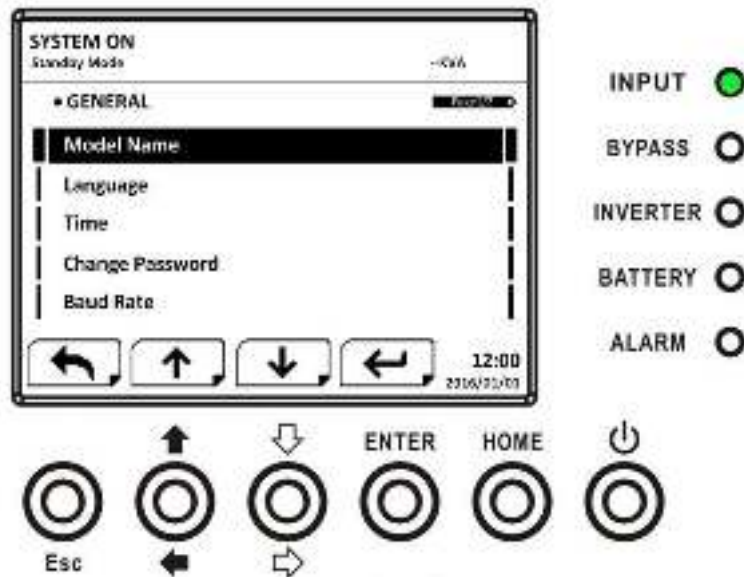 SYSTEM ON
Standby Mode
--KVA
• GENERAL
Model Name
Language
Time
Change Password
Baud Rate
12:00
INPUT
BYPASS
INVERTER
BATTERY
ALARM
ENTER
HOME
Esc